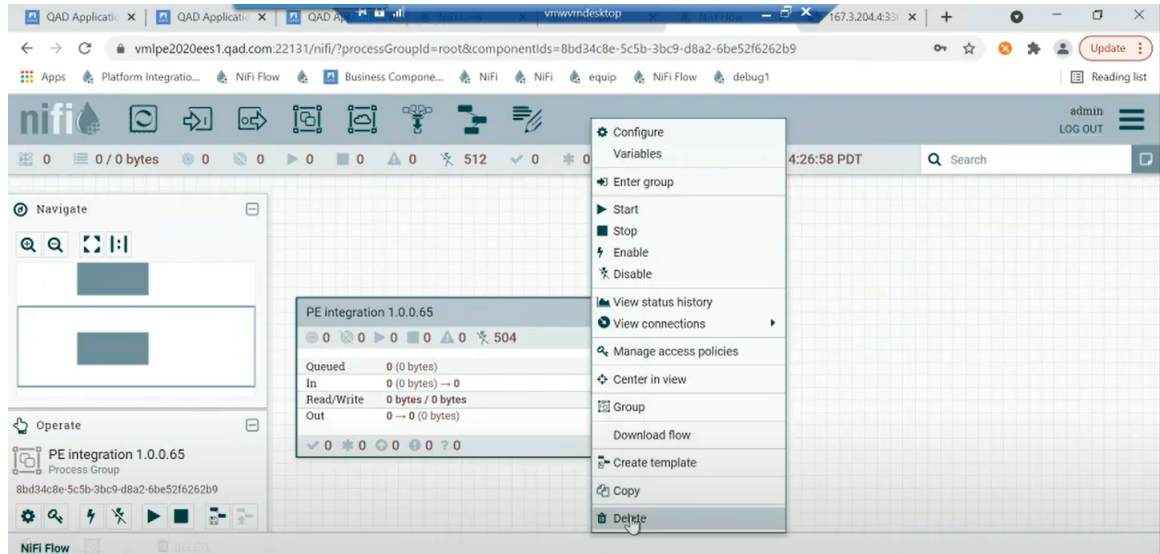 QAD Applicatic
QAD Applicatic
QAD Ap
vmwvrndesktop
167.3.204.4:33
vmlpe2020ees1.qad.com:22131/nifi/?processGroupId=root&componentIds=8bd34c8e-5c5b-3bc9-d8a2-6be52f6262b9
Update
Apps
Platform Integratio...
NiFi Flow
Business Compone...
NiFi
NiFi
equip
NiFi Flow
debug1
Reading list
nifi
admin
LOG OUT
0
0 / 0 bytes
0
0
0
0
0
512
0
0
4:26:58 PDT
Search
Navigate
Operate
PE integration 1.0.0.65
Process Group
8bd34c8e-5c5b-3bc9-d8a2-6be52f6262b9
NiFi Flow
DELETE
PE integration 1.0.0.65
0 0 0 0 0 504
Queued 0 (0 bytes)
In 0 (0 bytes) → 0
Read/Write 0 bytes / 0 bytes
Out 0 → 0 (0 bytes)
0 0 0 0 ? 0
Configure
Variables
Enter group
Start
Stop
Enable
Disable
View status history
View connections
Manage access policies
Center in view
Group
Download flow
Create template
Copy
Delete